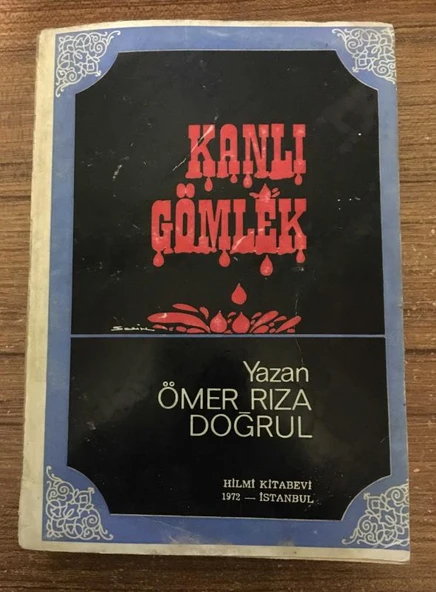 KANLI
GÖMLEK
Yazan
ÖMER RIZA
DOĞRUL
HİLMİ KİTABEVİ
1972 — İSTANBUL